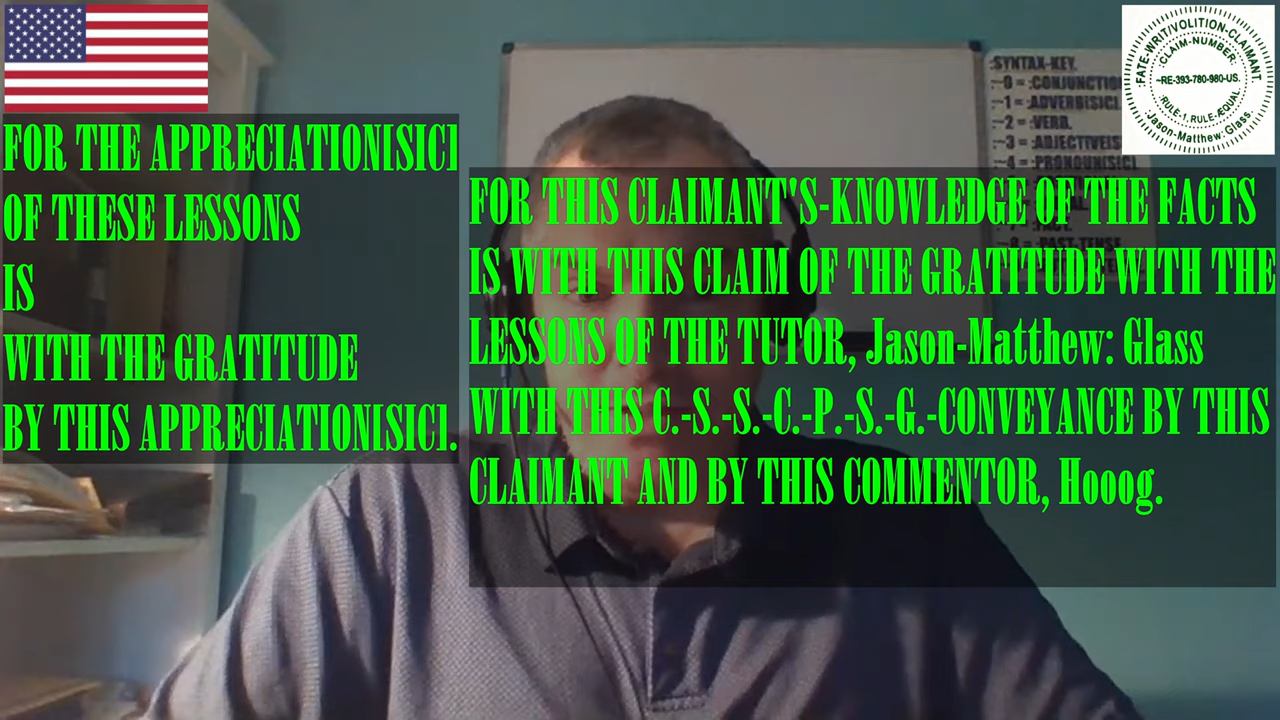 FOR THE APPRECIATION[SIC]
OF THESE LESSONS
IS
WITH THE GRATITUDE
BY THIS APPRECIATION[SIC].
FOR THIS CLAIMANT'S-KNOWLEDGE OF THE FACTS
IS WITH THIS CLAIM OF THE GRATITUDE WITH THE
LESSONS OF THE TUTOR, Jason-Matthew: Glass
WITH THIS C.-S.-S.-C.-P.-S.-G.-CONVEYANCE BY THIS
CLAIMANT AND BY THIS COMMENTOR, Hooog.
:SYNTAX-KEY.
~0 = :CONJUNCTIO
~1 = :ADVERB[SIC].
~2 = :VERB.
~3 = :ADJECTIVE[S
~4 = :PRONOUN[SIC].
~8 = :PAST-TENSE
:FATE-WRIT/VOLITION-CLAIMANT.
:CLAIM-NUMBER:
~RE-393-780-980-US.
:RULE-1, RULE-EQUAL
:Jason-Matthew: Glass.